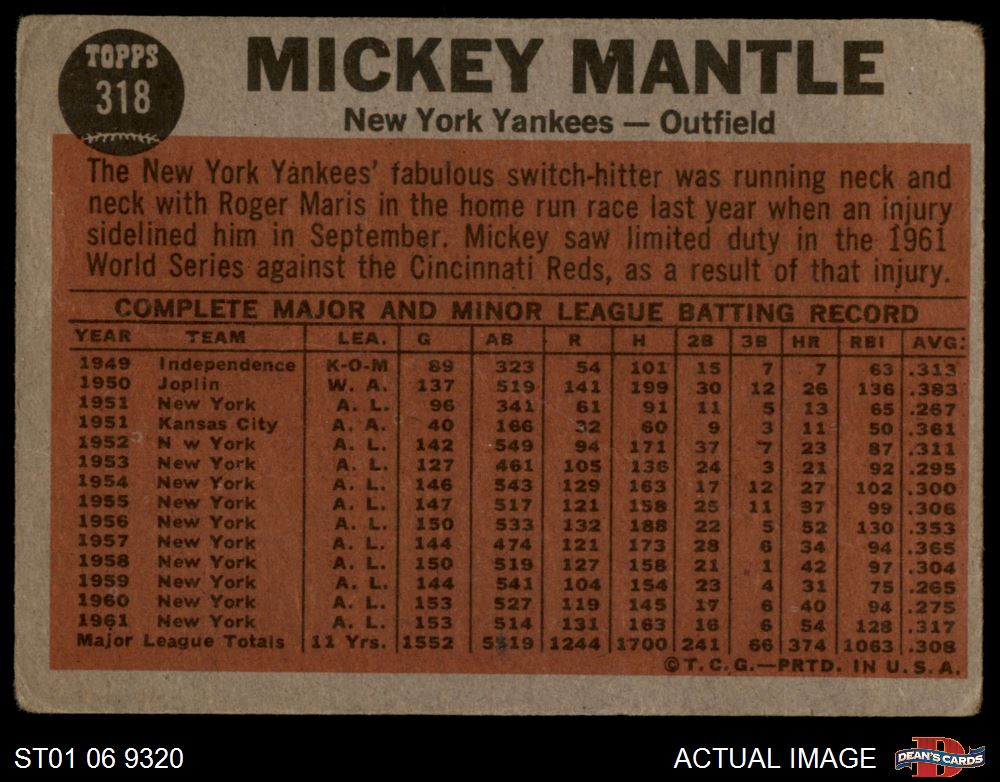 TOPPS
318
MICKEY MANTLE
New York Yankees — Outfield
The New York Yankees' fabulous switch-hitter was running neck and
neck with Roger Maris in the home run race last year when an injury
sidelined him in September. Mickey saw limited duty in the 1961
World Series against the Cincinnati Reds, as a result of that injury.
COMPLETE MAJOR AND MINOR LEAGUE BATTING RECORD
YEAR TEAM LEA. G AB R H 2B 3B HR RBI AVG.
1949 Independence K-O-M 89 323 54 101 15 7 7 63 .313
1950 Joplin W. A. 137 519 141 199 30 12 26 136 .383
1951 New York A. L. 96 341 61 91 11 5 13 65 .267
1951 Kansas City A. A. 40 166 32 60 9 3 11 50 .361
1952 N w York A. L. 142 549 94 171 37 7 23 87 .311
1953 New York A. L. 127 461 105 136 24 3 21 92 .295
1954 New York A. L. 146 543 129 163 17 12 27 102 .300
1955 New York A. L. 147 517 121 158 25 11 37 99 .306
1956 New York A. L. 150 533 132 188 22 5 52 130 .353
1957 New York A. L. 144 474 121 173 28 6 34 94 .365
1958 New York A. L. 150 519 127 158 21 1 42 97 .304
1959 New York A. L. 144 541 104 154 23 4 31 75 .265
1960 New York A. L. 153 527 119 145 17 6 40 94 .275
1961 New York A. L. 153 514 131 163 16 6 54 128 .317
Major League Totals 11 Yrs. 1552 5519 1244 1700 241 66 374 1063 .308
©T. C. G.—PRTD. IN U. S. A.
ST01 06 9320
ACTUAL IMAGE
D
DEAN'S CARDS